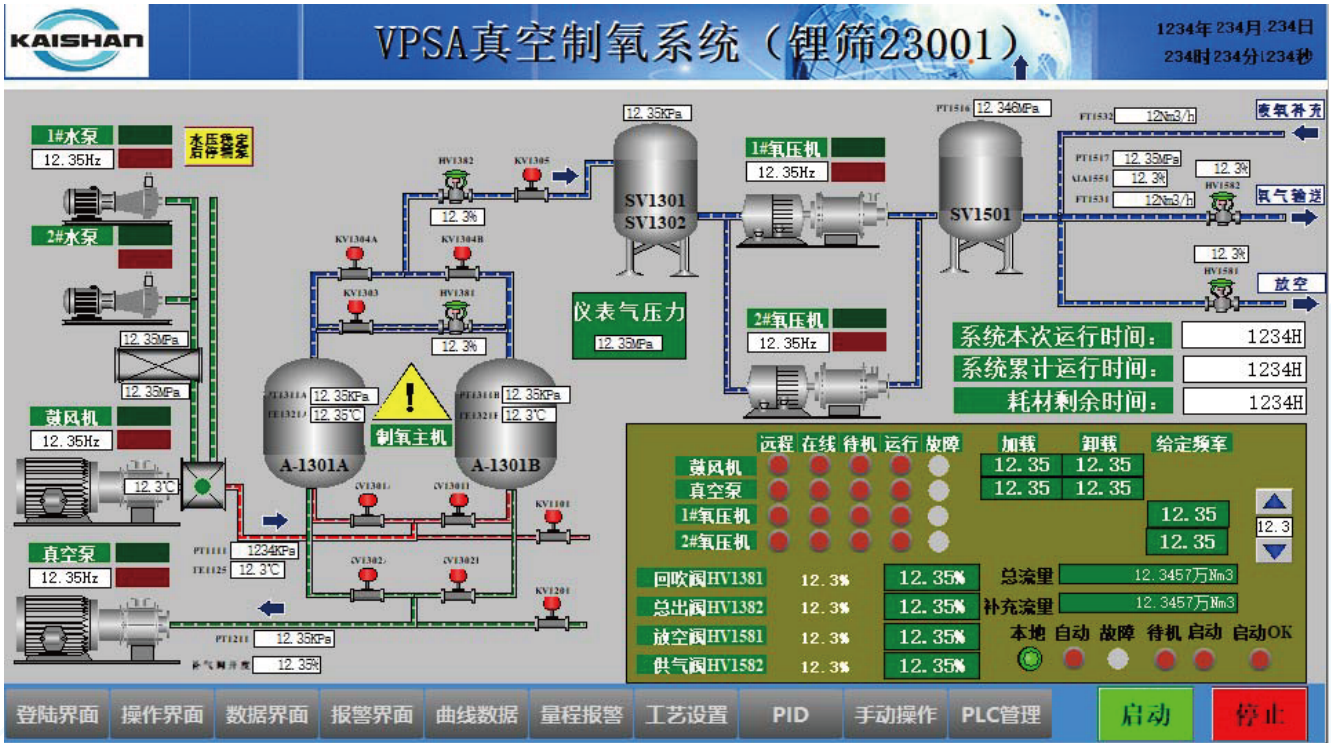 KAISHAN
VPSA真空制氧系统（锂筛23001）
1234年 234月 234日
234时 234分 1234秒
1#水泵
12.35Hz
水压稳定
后停辅泵
2#水泵
12.35MPa
12.35MPa
鼓风机
12.35Hz
12.3℃
真空泵
12.35Hz
PT1111 1234KPa
TE1125 12.3℃
PT1211 12.35KPa
补气阀开度 12.35%
HV1382
KV1305
12.3%
KV1304A
KV1304B
KV1303
HV1381
12.3%
PT1311A 12.35KPa
12.35℃
A-1301A
制氧主机
PT1311B 12.35KPa
12.3℃
A-1301B
KV1101
KV1201
12.35KPa
SV1301
SV1302
仪表气压力
12.35MPa
1#氧压机
12.35Hz
2#氧压机
12.35Hz
PT1516 12.346MPa
SV1501
FT1532 12Nm3/h
液氧补充
PT1517 12.35MPa
AIA1551 12.3%
FT1531 12Nm3/h
12.3%
HV1582
氧气输送
12.3%
HV1581
放空
系统本次运行时间： 1234H
系统累计运行时间： 1234H
耗材剩余时间： 1234H
远程 在线 待机 运行 故障 加载 卸载 给定频率
鼓风机 12.35 12.35
真空泵 12.35 12.35
1#氧压机 12.35
2#氧压机 12.35
12.3
回吹阀HV1381 12.3% 12.35% 总流量 12.3457万Nm3
总出阀HV1382 12.3% 12.35% 补充流量 12.3457万Nm3
放空阀HV1581 12.3% 12.35%
供气阀HV1582 12.3% 12.35%
本地 自动 故障 待机 启动 启动OK
登陆界面 操作界面 数据界面 报警界面 曲线数据 量程报警 工艺设置 PID 手动操作 PLC管理 启动 停止